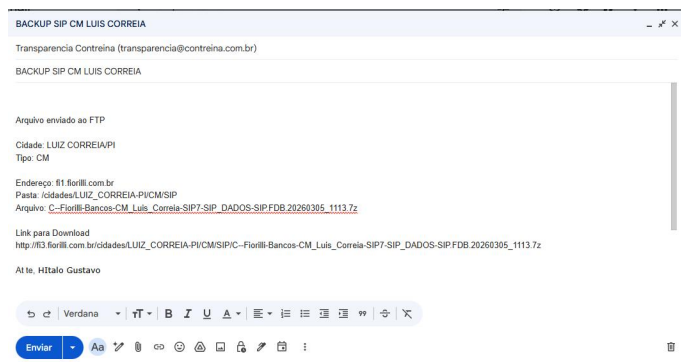 BACKUP SIP CM LUIS CORREIA
Transparencia Contreina (transparencia@contreina.com.br)
BACKUP SIP CM LUIS CORREIA
Arquivo enviado ao FTP
Cidade: LUIZ CORREIA/PI
Tipo: CM
Endereço: fi1.fiorilli.com.br
Pasta: /cidades/LUIZ_CORREIA-PI/CM/SIP
Arquivo: C--Fiorilli-Bancos-CM_Luis_Correia-SIP7-SIP_DADOS-SIP.FDB.20260305_1113.7z
Link para Download
http://fi3.fiorilli.com.br/cidades/LUIZ_CORREIA-PI/CM/SIP/C--Fiorilli-Bancos-CM_Luis_Correia-SIP7-SIP_DADOS-SIP.FDB.20260305_1113.7z
At te, HItalo Gustavo
Verdana
Enviar